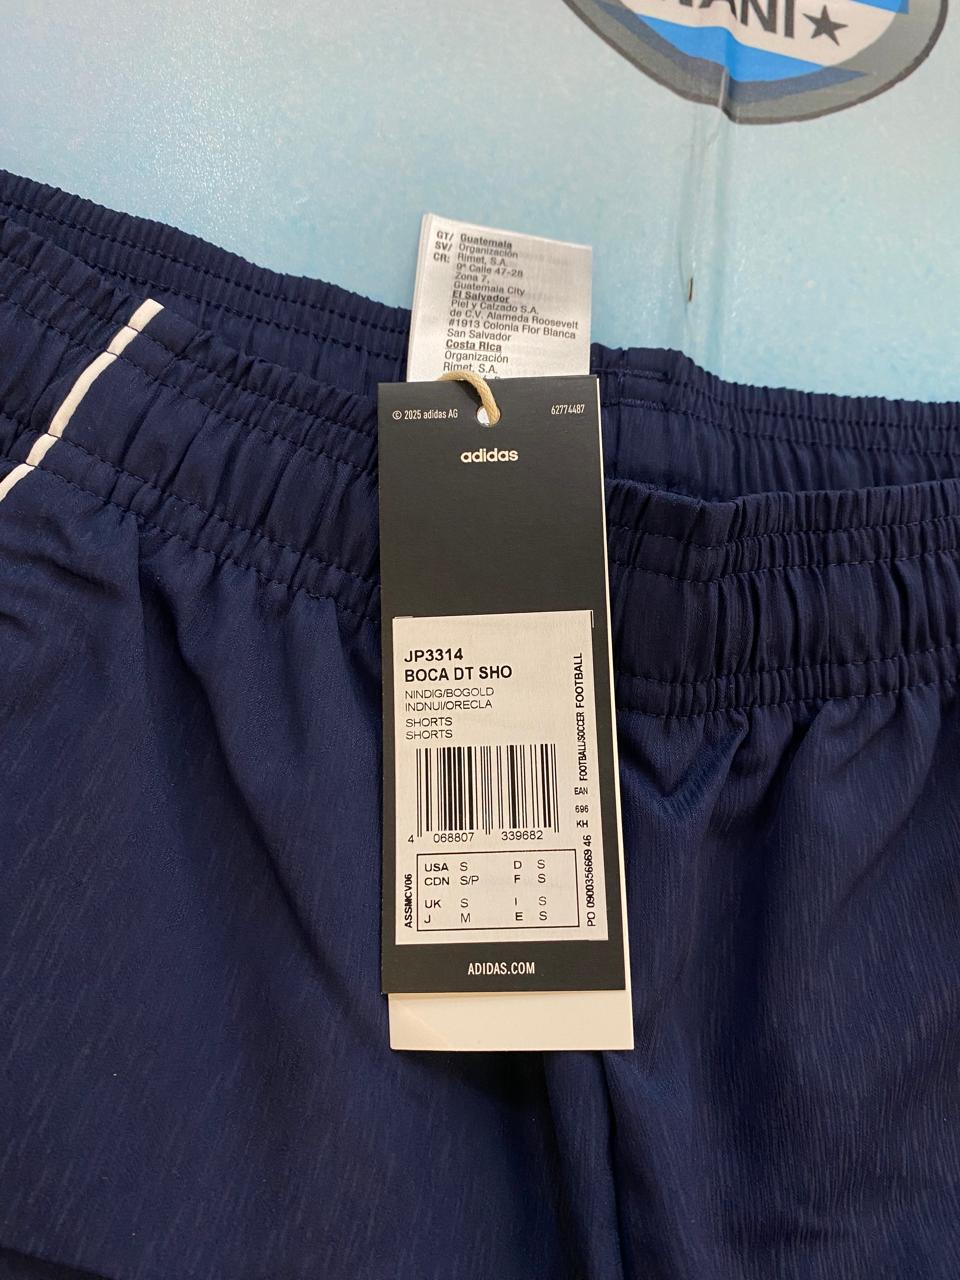 NANI★
GT/ Guatemala
SV/ Organización
CR: Rimet, S.A.
9ª Calle 47-28
Zona 7,
Guatemala City
El Salvador
Piel y Calzado S.A.
de C.V. Alameda Roosevelt
#1913 Colonia Flor Blanca
San Salvador
Costa Rica
Organización
Rimet, S.A.
© 2025 adidas AG 62774487
adidas
JP3314
BOCA DT SHO
NINDIG/BOGOLD
INDNUI/ORECLA
SHORTS
SHORTS
4 068807 339682
USA S D S
CDN S/P F S
UK S I S
J M E S
ASSMCV06
FOOTBALL/SOCCER FOOTBALL
EAN
696
KH
PO 0900356669 46
ADIDAS.COM